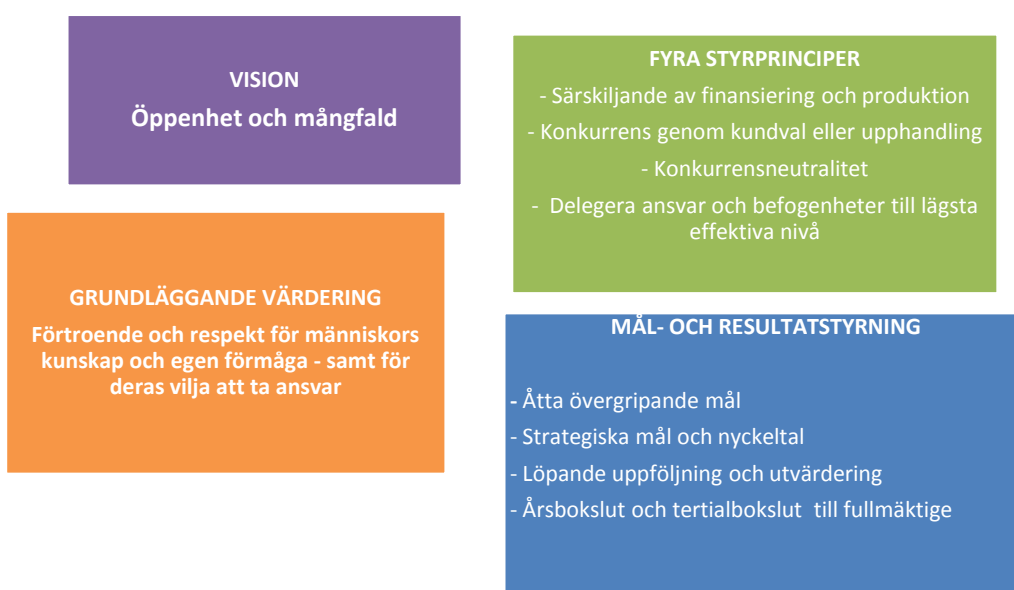 VISION
Öppenhet och mångfald
GRUNDLÄGGANDE VÄRDERING
Förtroende och respekt för människors
kunskap och egen förmåga - samt för
deras vilja att ta ansvar
FYRA STYRPRINCIPER
- Särskiljande av finansiering och produktion
- Konkurrens genom kundval eller upphandling
- Konkurrensneutralitet
- Delegera ansvar och befogenheter till lägsta
effektiva nivå
MÅL- OCH RESULTATSTYRNING
- Åtta övergripande mål
- Strategiska mål och nyckeltal
- Löpande uppföljning och utvärdering
- Årsbokslut och tertialbokslut till fullmäktige